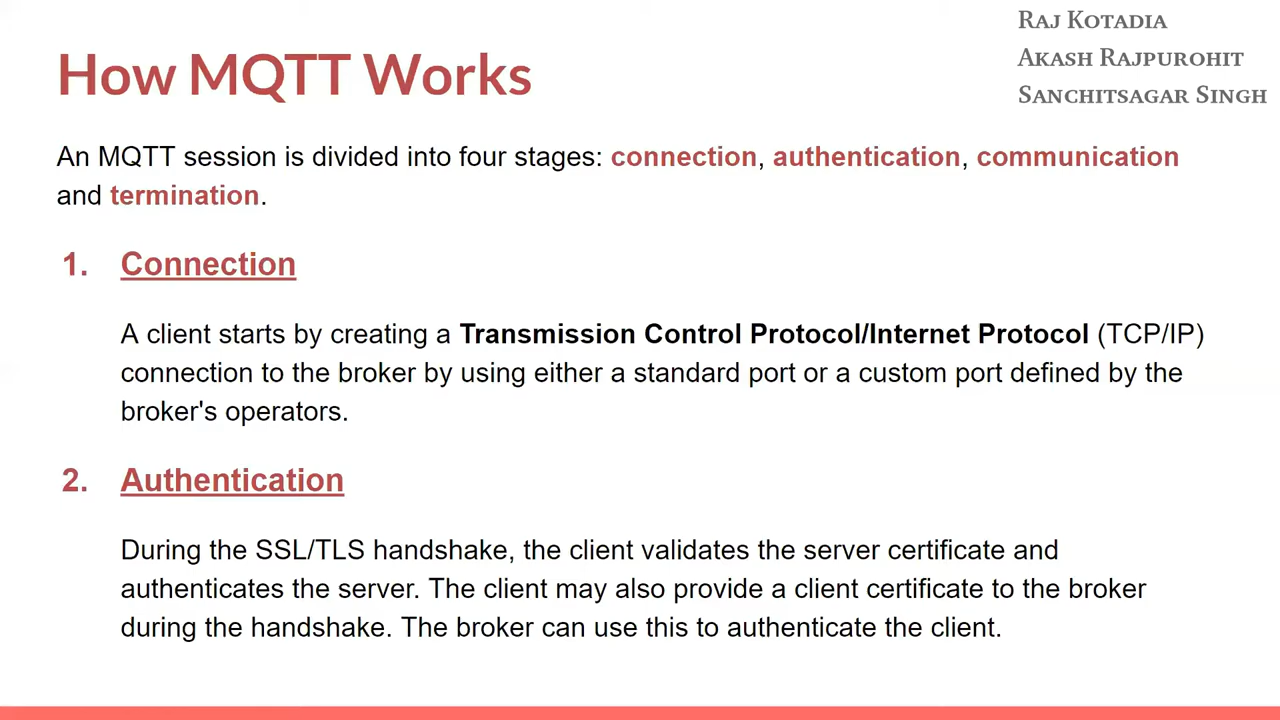 Raj Kotadia
Akash Rajpurohit
Sanchitsagar Singh
How MQTT Works
An MQTT session is divided into four stages: connection, authentication, communication
and termination.
1. Connection
A client starts by creating a Transmission Control Protocol/Internet Protocol (TCP/IP)
connection to the broker by using either a standard port or a custom port defined by the
broker's operators.
2. Authentication
During the SSL/TLS handshake, the client validates the server certificate and
authenticates the server. The client may also provide a client certificate to the broker
during the handshake. The broker can use this to authenticate the client.